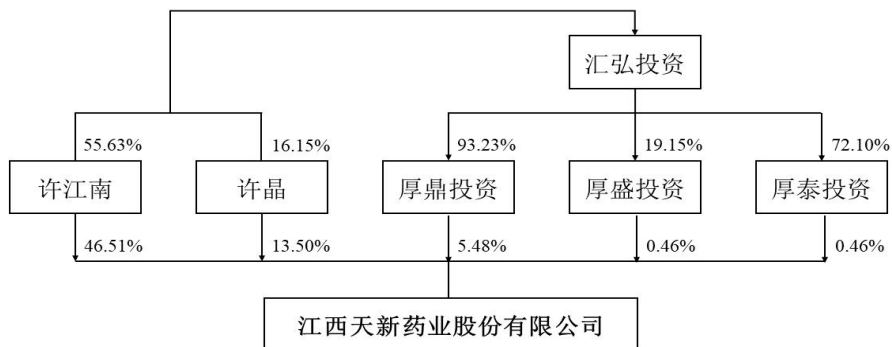 汇弘投资
55.63% 16.15% 93.23% 19.15% 72.10%
许江南 许晶 厚鼎投资 厚盛投资 厚泰投资
46.51% 13.50% 5.48% 0.46% 0.46%
江西天新药业股份有限公司